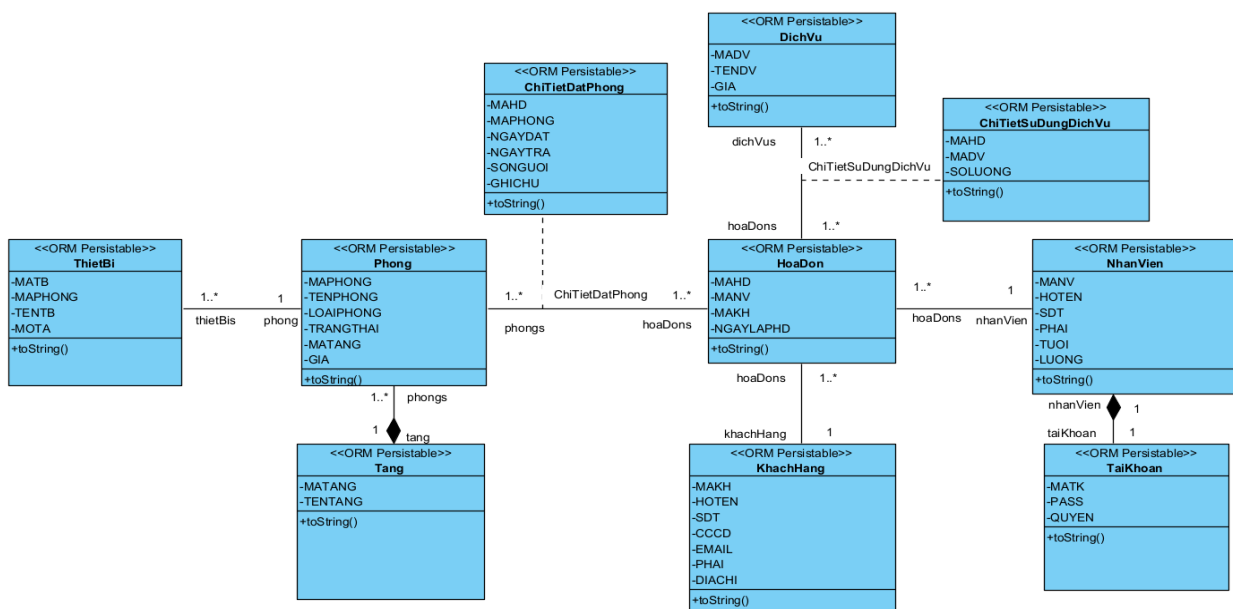 <<ORM Persistable>>
DichVu
-MADV
-TENDV
-GIA
+toString()
<<ORM Persistable>>
ChiTietDatPhong
-MAHD
-MAPHONG
-NGAYDAT
-NGAYTRA
-SONGUOI
-GHICHU
+toString()
<<ORM Persistable>>
ChiTietSuDungDichVu
-MAHD
-MADV
-SOLUONG
+toString()
dichVus
1..*
ChiTietSuDungDichVu
hoaDons
1..*
<<ORM Persistable>>
ThietBi
-MATB
-MAPHONG
-TENTB
-MOTA
+toString()
1..*
1
thietBis
phong
<<ORM Persistable>>
Phong
-MAPHONG
-TENPHONG
-LOAIPHONG
-TRANGTHAI
-MATANG
-GIA
+toString()
1..*
ChiTietDatPhong
1..*
phongs
hoaDons
<<ORM Persistable>>
HoaDon
-MAHD
-MANV
-MAKH
-NGAYLAPHD
+toString()
1..*
1
hoaDons
nhanVien
<<ORM Persistable>>
NhanVien
-MANV
-HOTEN
-SDT
-PHAI
-TUOI
-LUONG
+toString()
1..*
phongs
1
tang
hoaDons
1..*
khachHang
1
nhanVien
1
taiKhoan
1
<<ORM Persistable>>
Tang
-MATANG
-TENTANG
+toString()
<<ORM Persistable>>
KhachHang
-MAKH
-HOTEN
-SDT
-CCCD
-EMAIL
-PHAI
-DIACHI
+toString()
<<ORM Persistable>>
TaiKhoan
-MATK
-PASS
-QUYEN
+toString()